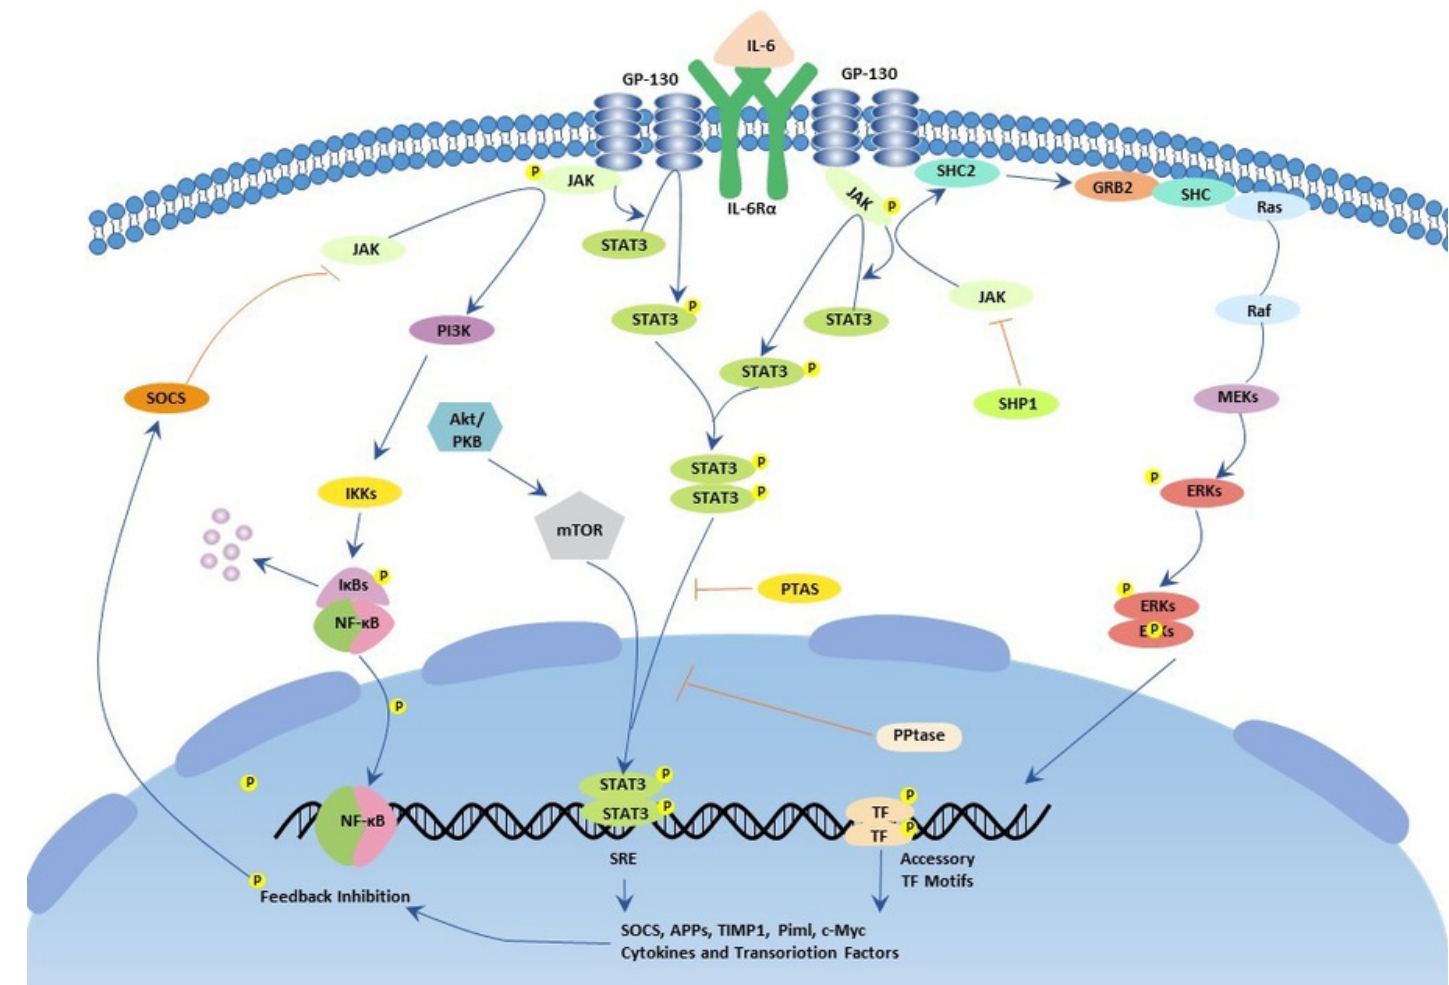 IL-6
GP-130
GP-130
IL-6Rα
P
JAK
JAK
STAT3
JAK
P
SHC2
GRB2
SHC
Ras
JAK
Raf
PI3K
STAT3
P
STAT3
STAT3
P
SHP1
MEKs
SOCS
Akt/
PKB
STAT3
P
STAT3
P
P
ERKs
IKKs
mTOR
IκBs
P
NF-κB
PTAS
P
ERKs
P
P
PPtase
P
STAT3
P
STAT3
P
NF-κB
TF
P
TF
P
SRE
Accessory
TF Motifs
P
Feedback Inhibition
SOCS, APPs, TIMP1, Piml, c-Myc
Cytokines and Transoriotion Factors